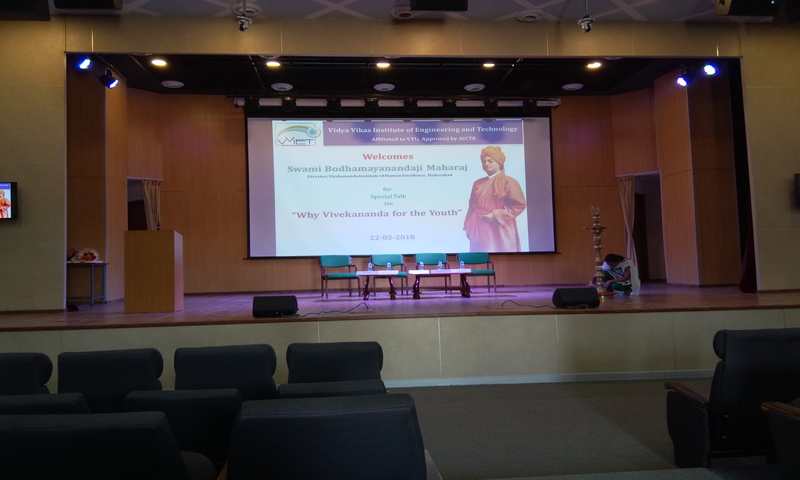 VVIET
Vidya Vikas Institute of Engineering and Technology
Affiliated to VTU, Approved by AICTE
Welcomes
Swami Bodhamayanandaji Maharaj
Director, Vivekananda Institute of Human Excellence, Hyderabad
for
Special Talk
On
"Why Vivekananda for the Youth"
22-02-2018